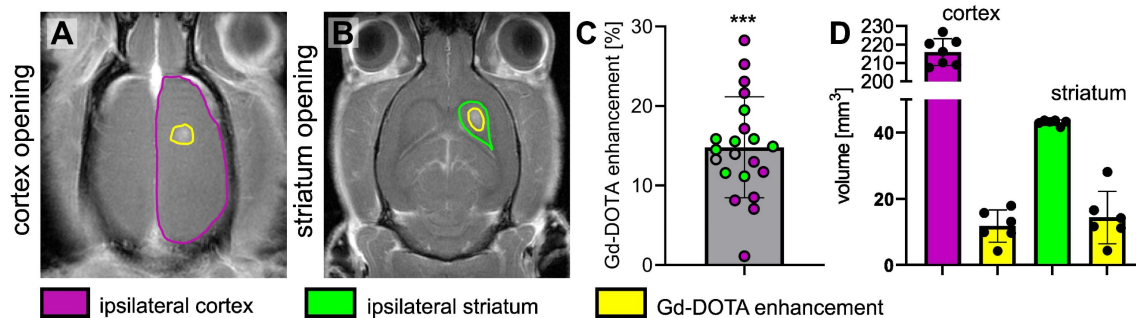 A
cortex opening
B
striatum opening
C
Gd-DOTA enhancement [%]
***
30
20
10
0
D
volume [mm³]
cortex
striatum
230
220
210
200
40
20
0
ipsilateral cortex
ipsilateral striatum
Gd-DOTA enhancement